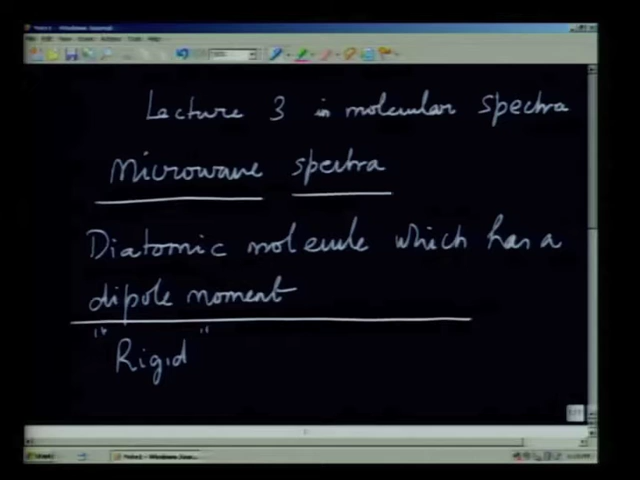 Lecture 3 in molecular spectra
Microwave spectra
Diatomic molecule which has a
dipole moment
"Rigid"